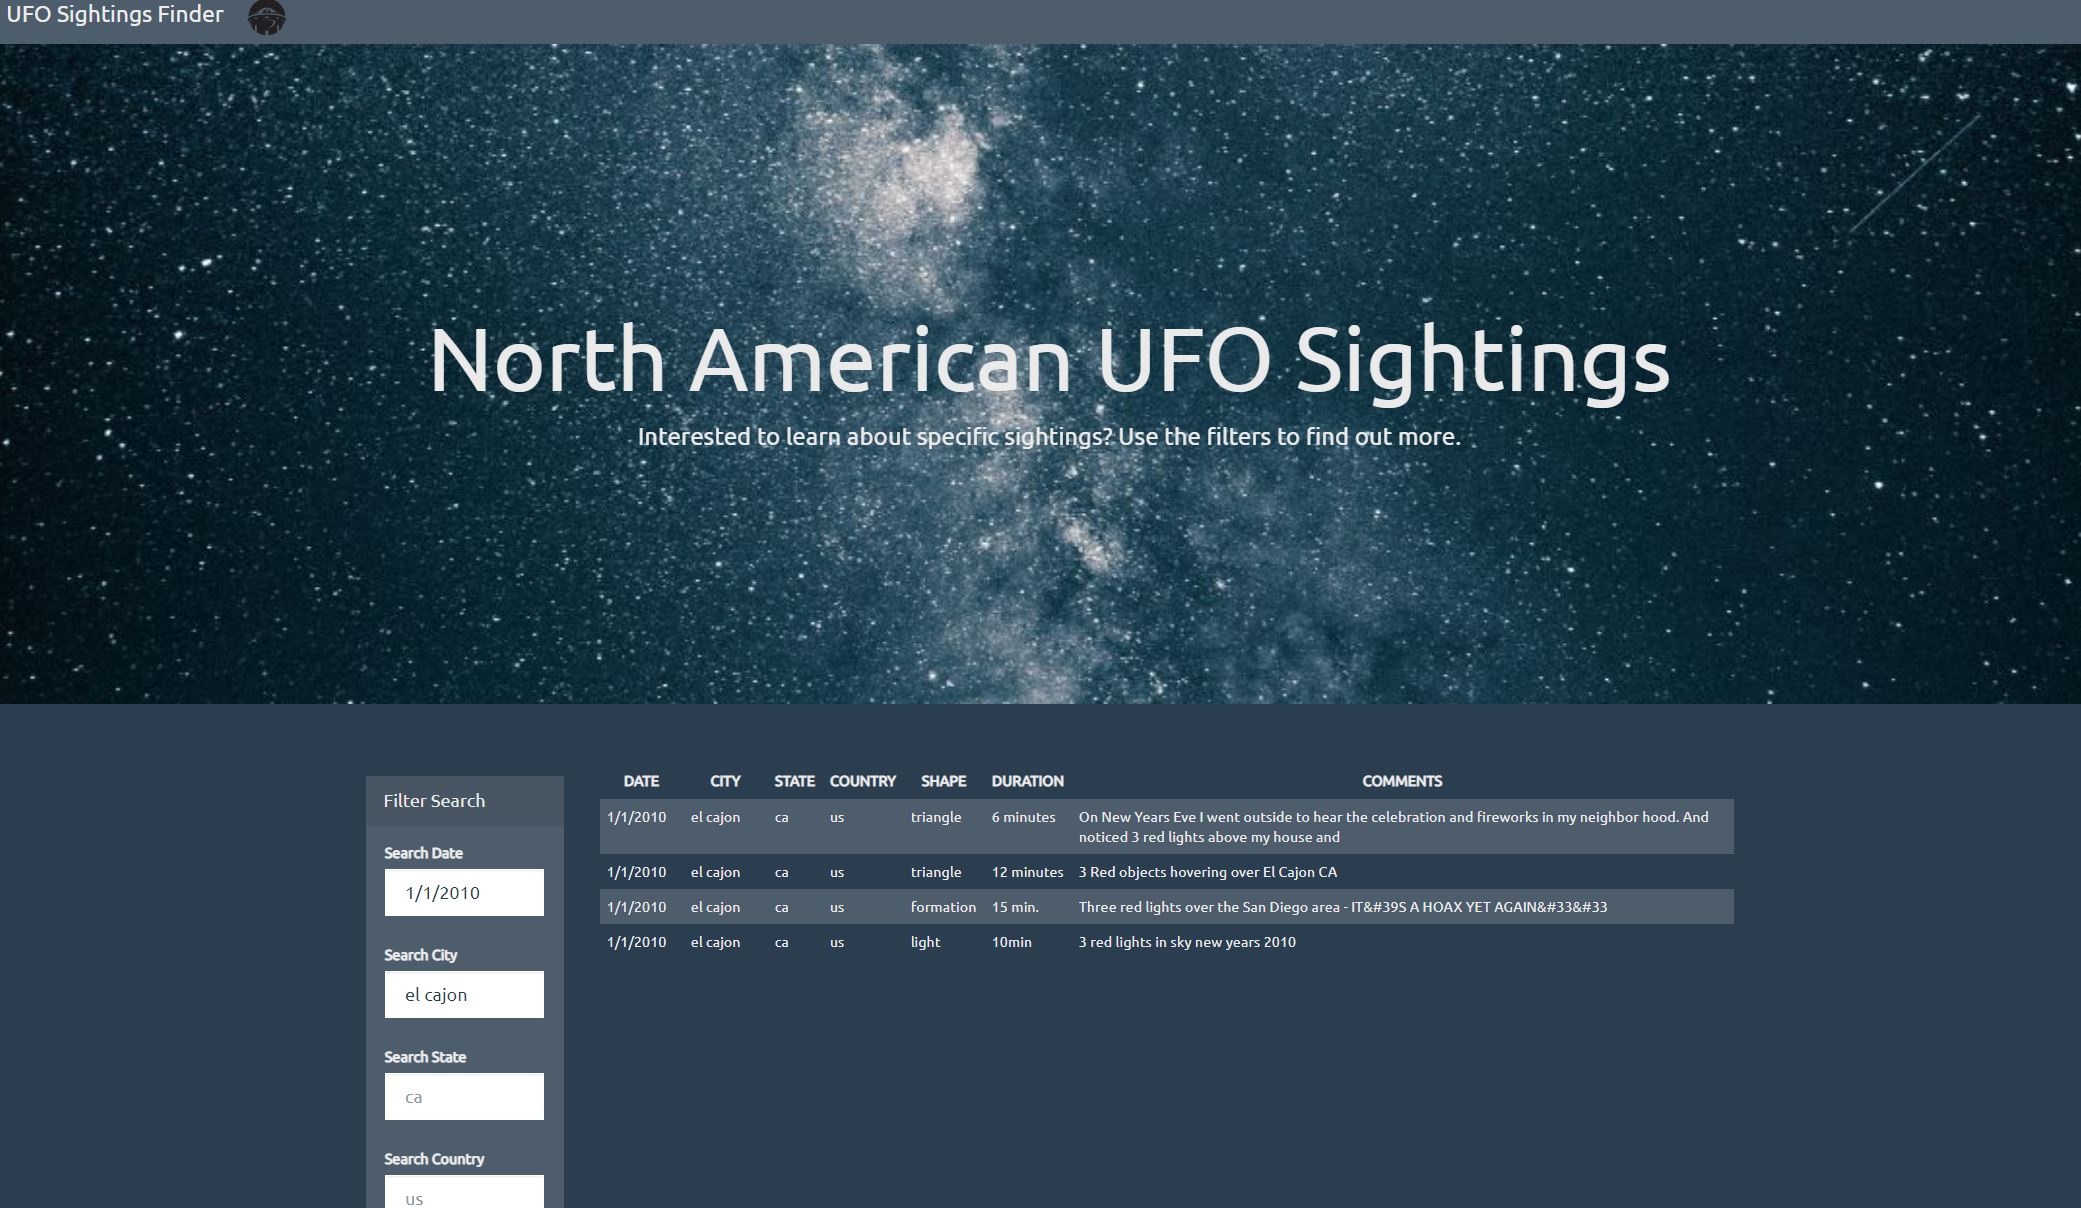 UFO Sightings Finder
North American UFO Sightings
Interested to learn about specific sightings? Use the filters to find out more.
Filter Search
Search Date
1/1/2010
Search City
el cajon
Search State
ca
Search Country
us
DATE CITY STATE COUNTRY SHAPE DURATION COMMENTS
1/1/2010 el cajon ca us triangle 6 minutes On New Years Eve I went outside to hear the celebration and fireworks in my neighbor hood. And
noticed 3 red lights above my house and
1/1/2010 el cajon ca us triangle 12 minutes 3 Red objects hovering over El Cajon CA
1/1/2010 el cajon ca us formation 15 min. Three red lights over the San Diego area - IT&#39S A HOAX YET AGAIN&#33&#33
1/1/2010 el cajon ca us light 10min 3 red lights in sky new years 2010